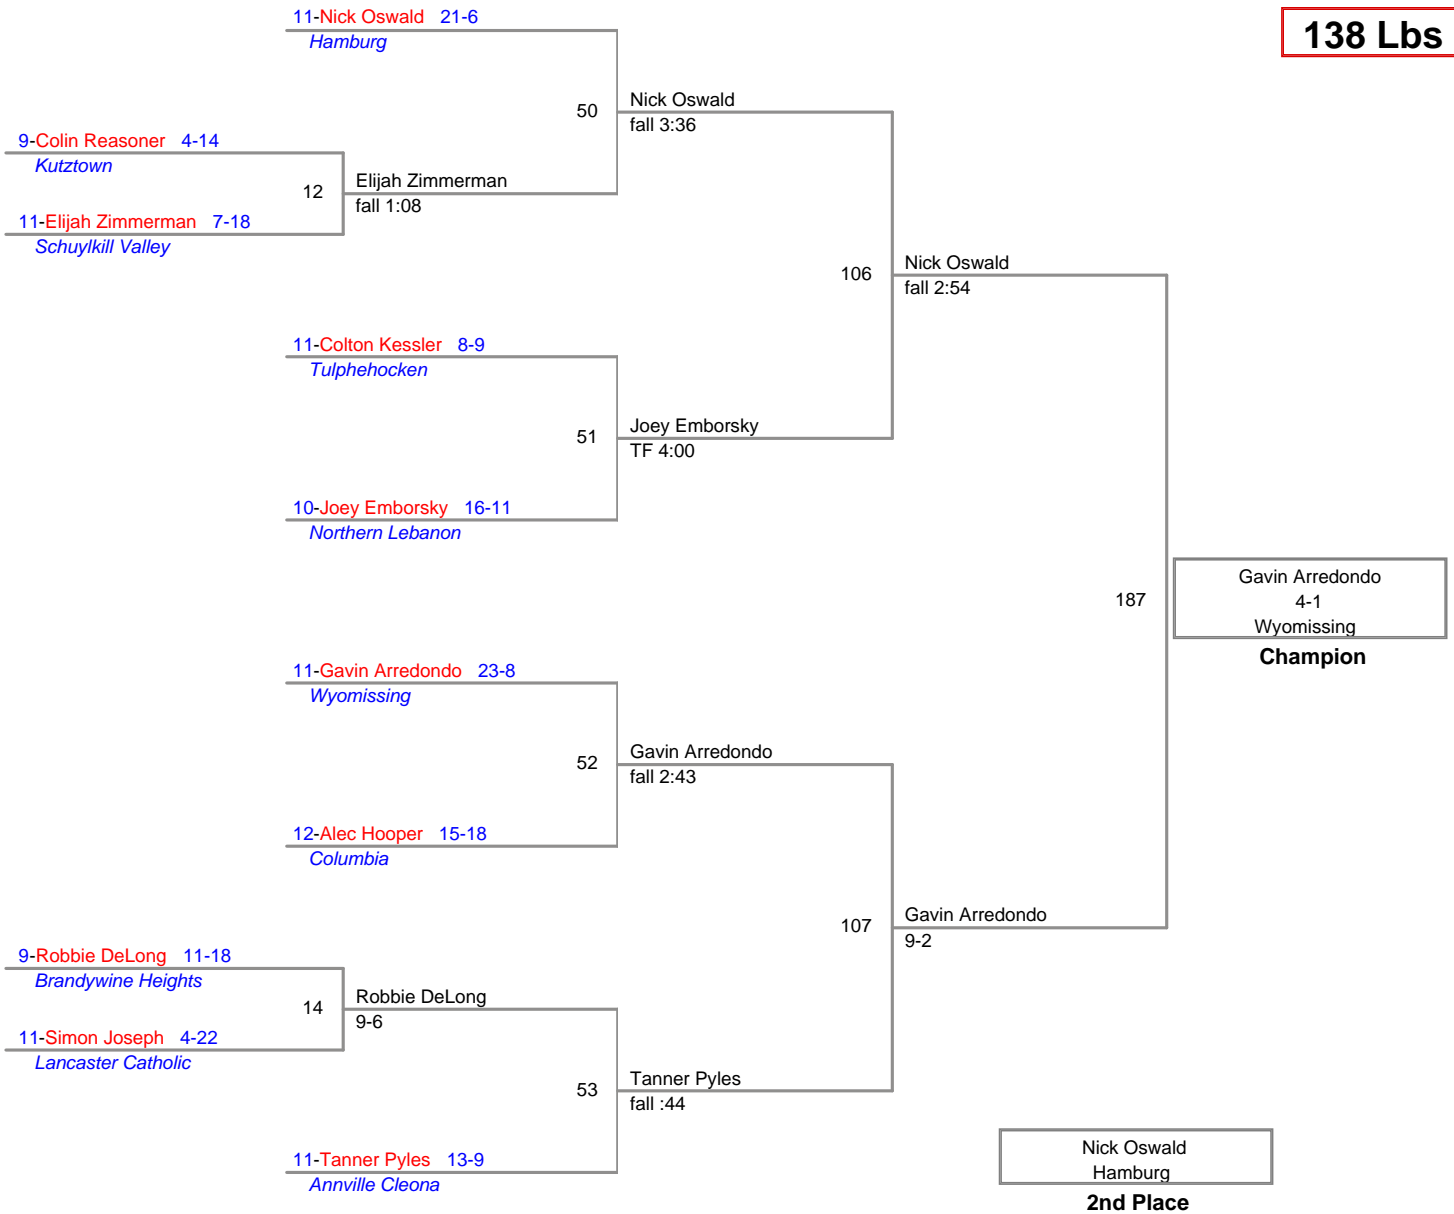 138 Lbs
11-Nick Oswald 21-6
Hamburg
50
Nick Oswald
fall 3:36
9-Colin Reasoner 4-14
Kutztown
12
Elijah Zimmerman
fall 1:08
11-Elijah Zimmerman 7-18
Schuylkill Valley
106
Nick Oswald
fall 2:54
11-Colton Kessler 8-9
Tulphehocken
51
Joey Emborsky
TF 4:00
10-Joey Emborsky 16-11
Northern Lebanon
187
Gavin Arredondo
4-1
Wyomissing
Champion
11-Gavin Arredondo 23-8
Wyomissing
52
Gavin Arredondo
fall 2:43
12-Alec Hooper 15-18
Columbia
107
Gavin Arredondo
9-2
9-Robbie DeLong 11-18
Brandywine Heights
14
Robbie DeLong
9-6
11-Simon Joseph 4-22
Lancaster Catholic
53
Tanner Pyles
fall :44
11-Tanner Pyles 13-9
Annville Cleona
Nick Oswald
Hamburg
2nd Place